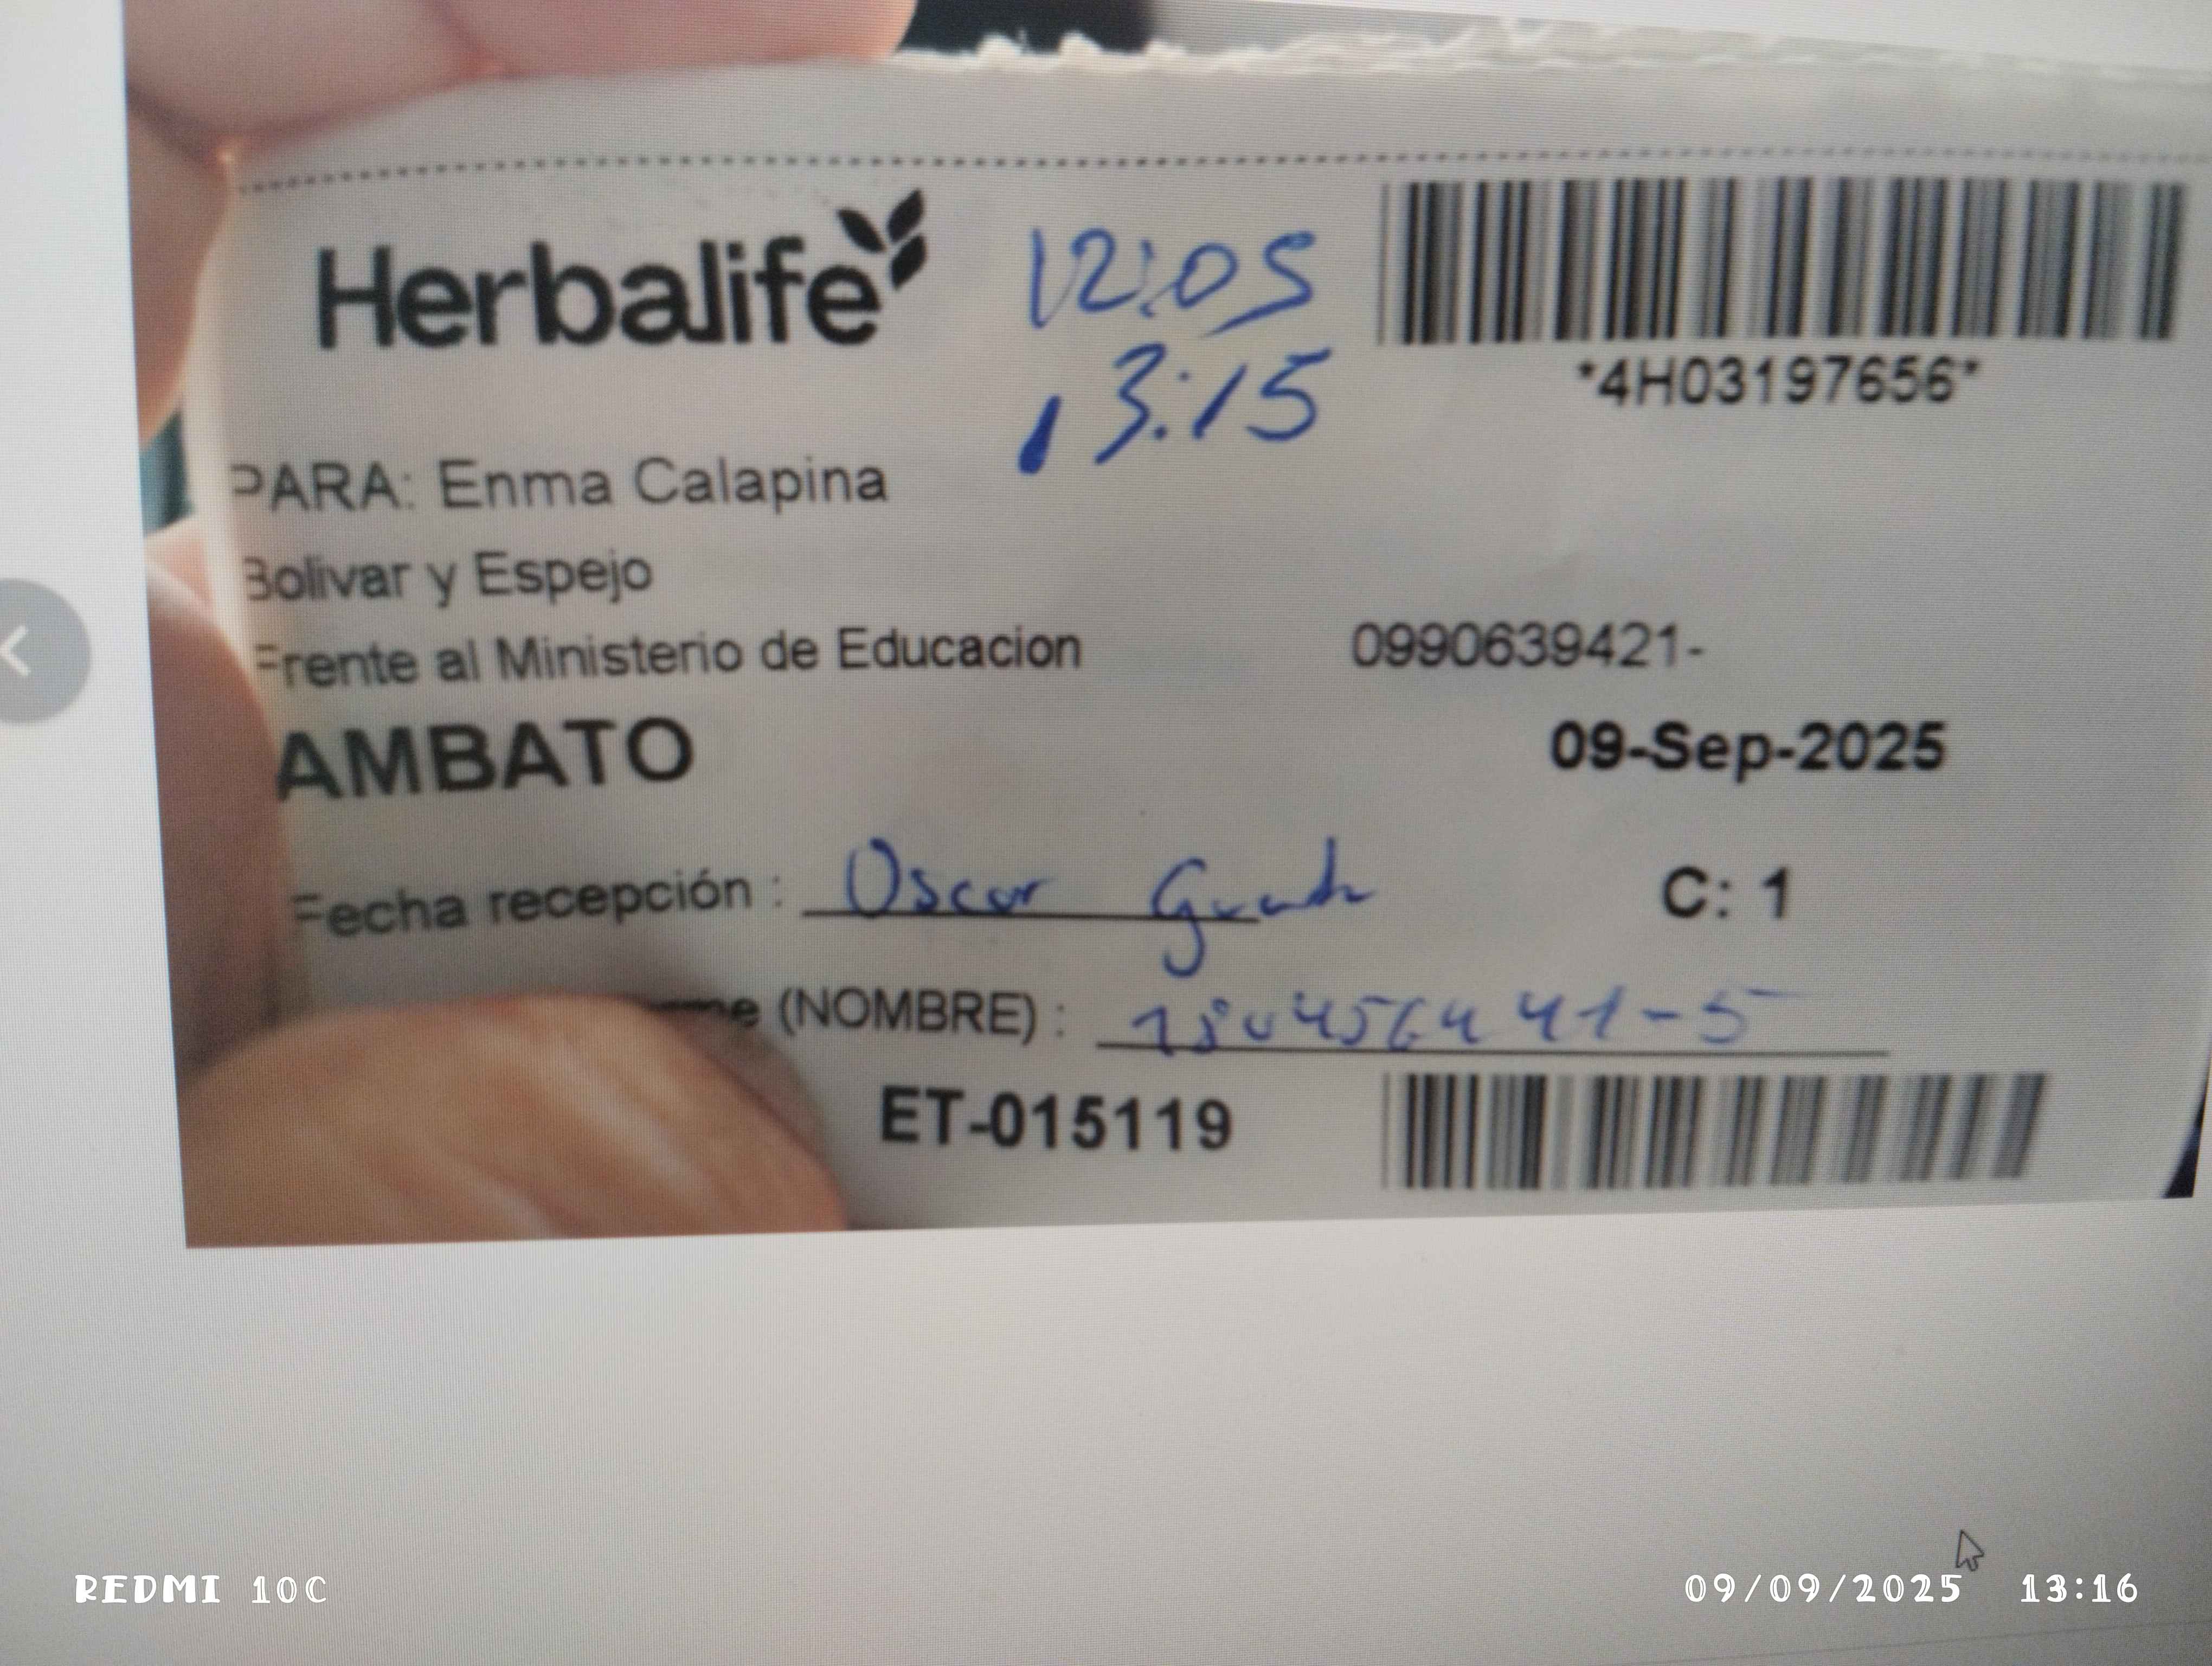 Herbalife
12:05
13:15
*4H03197656*
PARA: Enma Calapina
Bolivar y Espejo
Frente al Ministerio de Educacion
0990639421-
AMBATO
09-Sep-2025
Fecha recepción : Oscar
C: 1
(NOMBRE) :
ET-015119
REDMI 10C
09/09/2025 13:16